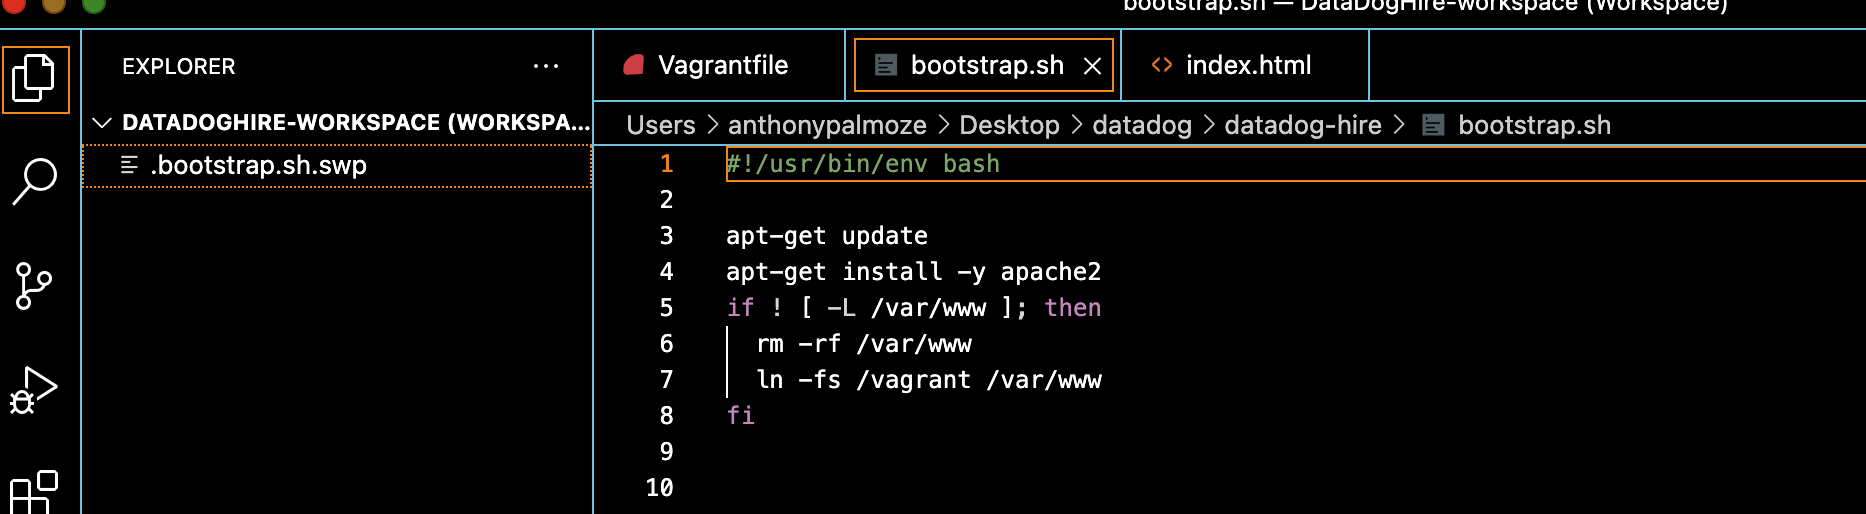 bootstrap.sh — DataDogHire-workspace (Workspace)
EXPLORER ···
DATADOGHIRE-WORKSPACE (WORKSPA...
.bootstrap.sh.swp
Vagrantfile
bootstrap.sh
index.html
Users > anthonypalmoze > Desktop > datadog > datadog-hire > bootstrap.sh
1 #!/usr/bin/env bash
2
3 apt-get update
4 apt-get install -y apache2
5 if ! [ -L /var/www ]; then
6   rm -rf /var/www
7   ln -fs /vagrant /var/www
8 fi
9
10